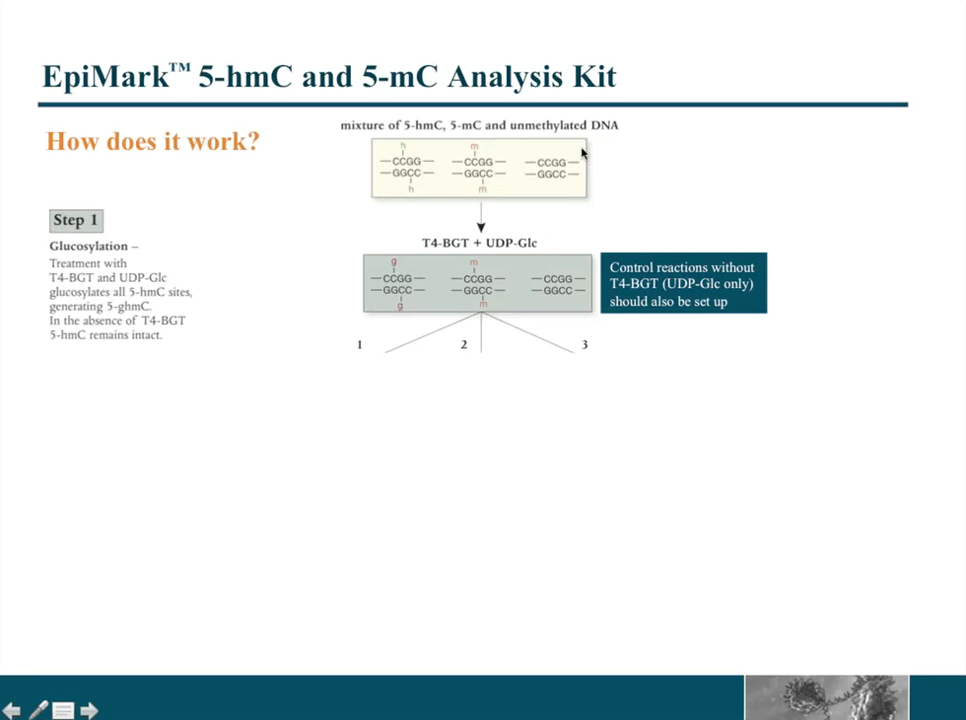 EpiMark™ 5-hmC and 5-mC Analysis Kit
How does it work?
mixture of 5-hmC, 5-mC and unmethylated DNA
h m
—CCGG— —CCGG— —CCGG—
—GGCC— —GGCC— —GGCC—
h m
Step 1
Glucosylation –
Treatment with
T4-BGT and UDP-Glc
glucosylates all 5-hmC sites,
generating 5-ghmC.
In the absence of T4-BGT
5-hmC remains intact.
T4-BGT + UDP-Glc
g m
—CCGG— —CCGG— —CCGG—
—GGCC— —GGCC— —GGCC—
g m
Control reactions without
T4-BGT (UDP-Glc only)
should also be set up
1 2 3